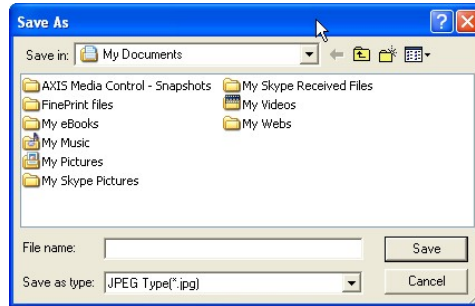 Save As
Save in: My Documents
AXIS Media Control - Snapshots
FinePrint files
My eBooks
My Music
My Pictures
My Skype Pictures
My Skype Received Files
My Videos
My Webs
File name:
Save
Save as type: JPEG Type(*.jpg)
Cancel